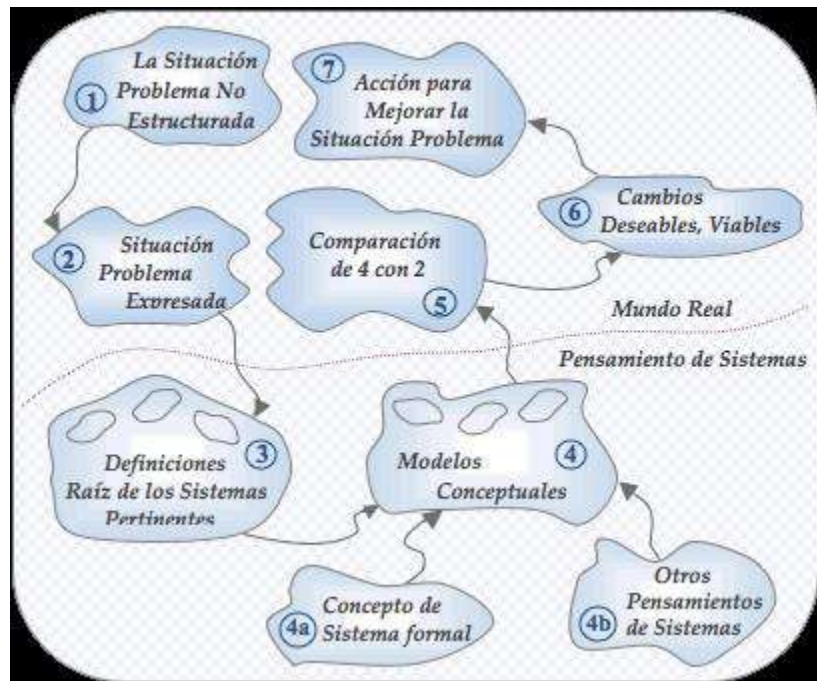 1
La Situación
Problema No
Estructurada
7
Acción para
Mejorar la
Situación Problema
2
Situación
Problema
Expresada
Comparación
de 4 con 2
5
6
Cambios
Deseables, Viables
Mundo Real
Pensamiento de Sistemas
3
Definiciones
Raíz de los Sistemas
Pertinentes
4
Modelos
Conceptuales
4a
Concepto de
Sistema formal
4b
Otros
Pensamientos
de Sistemas